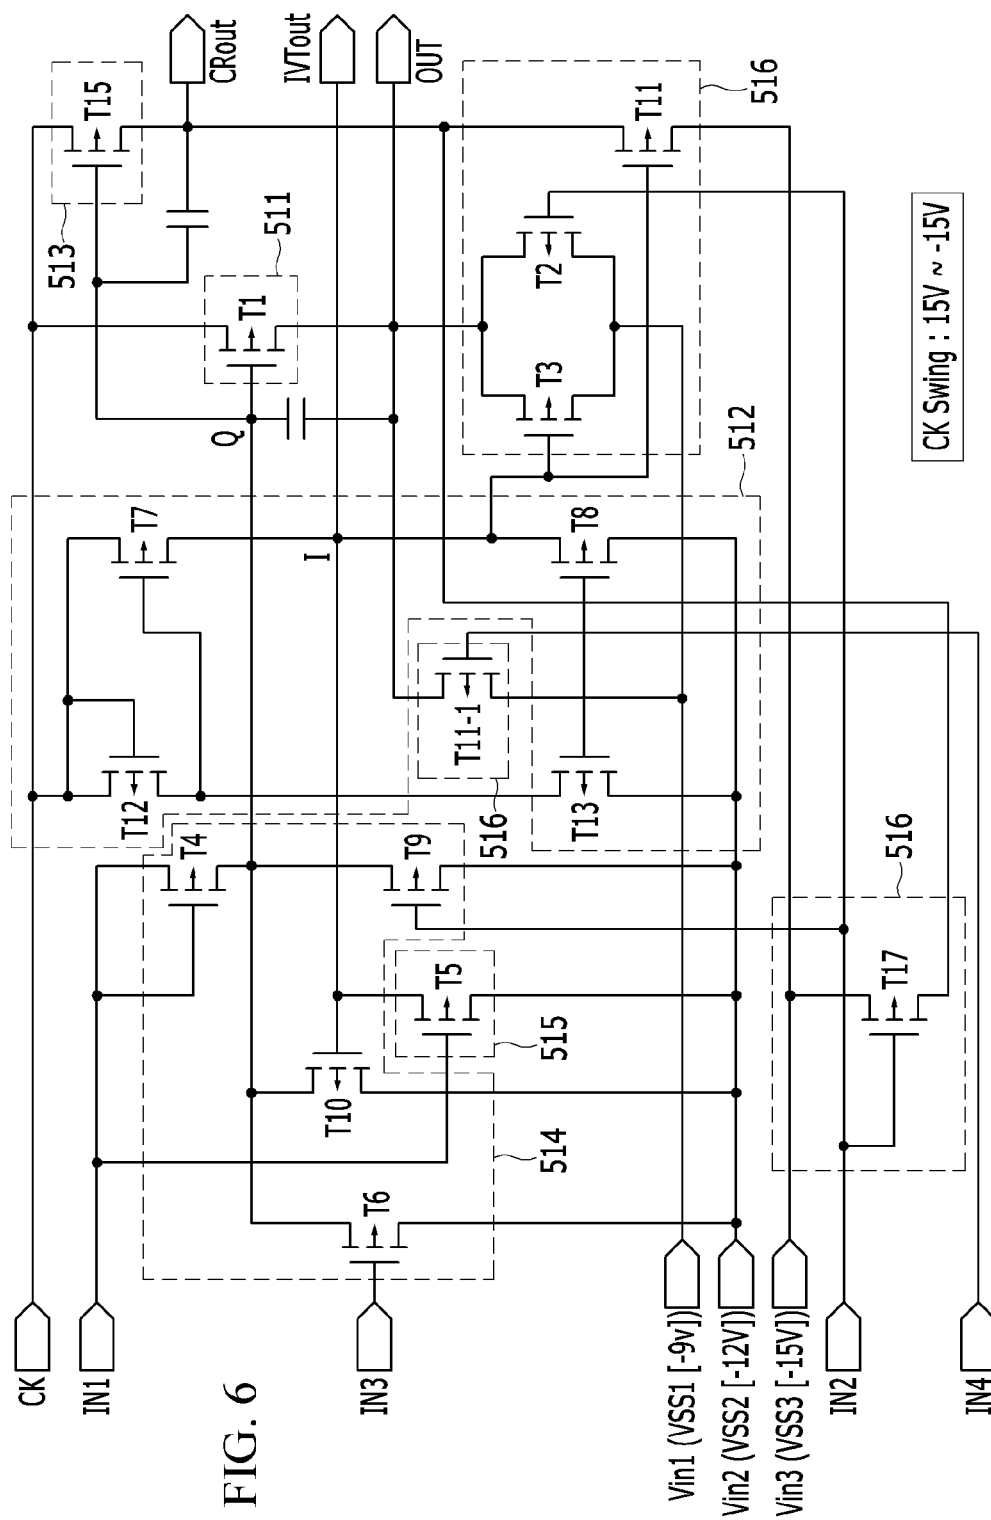 FIG. 6
CK
IN1
IN3
Vin1 (VSS1 [-9v])
Vin2 (VSS2 [-12V])
Vin3 (VSS3 [-15V])
IN2
IN4
T6
514
T10
T5
515
T4
T9
T17
516
T12
T11-1
516
T13
T7
I
T8
512
Q
T1
511
T3
T2
513
T15
T11
516
CRout
IVTout
OUT
CK Swing : 15V ~ -15V